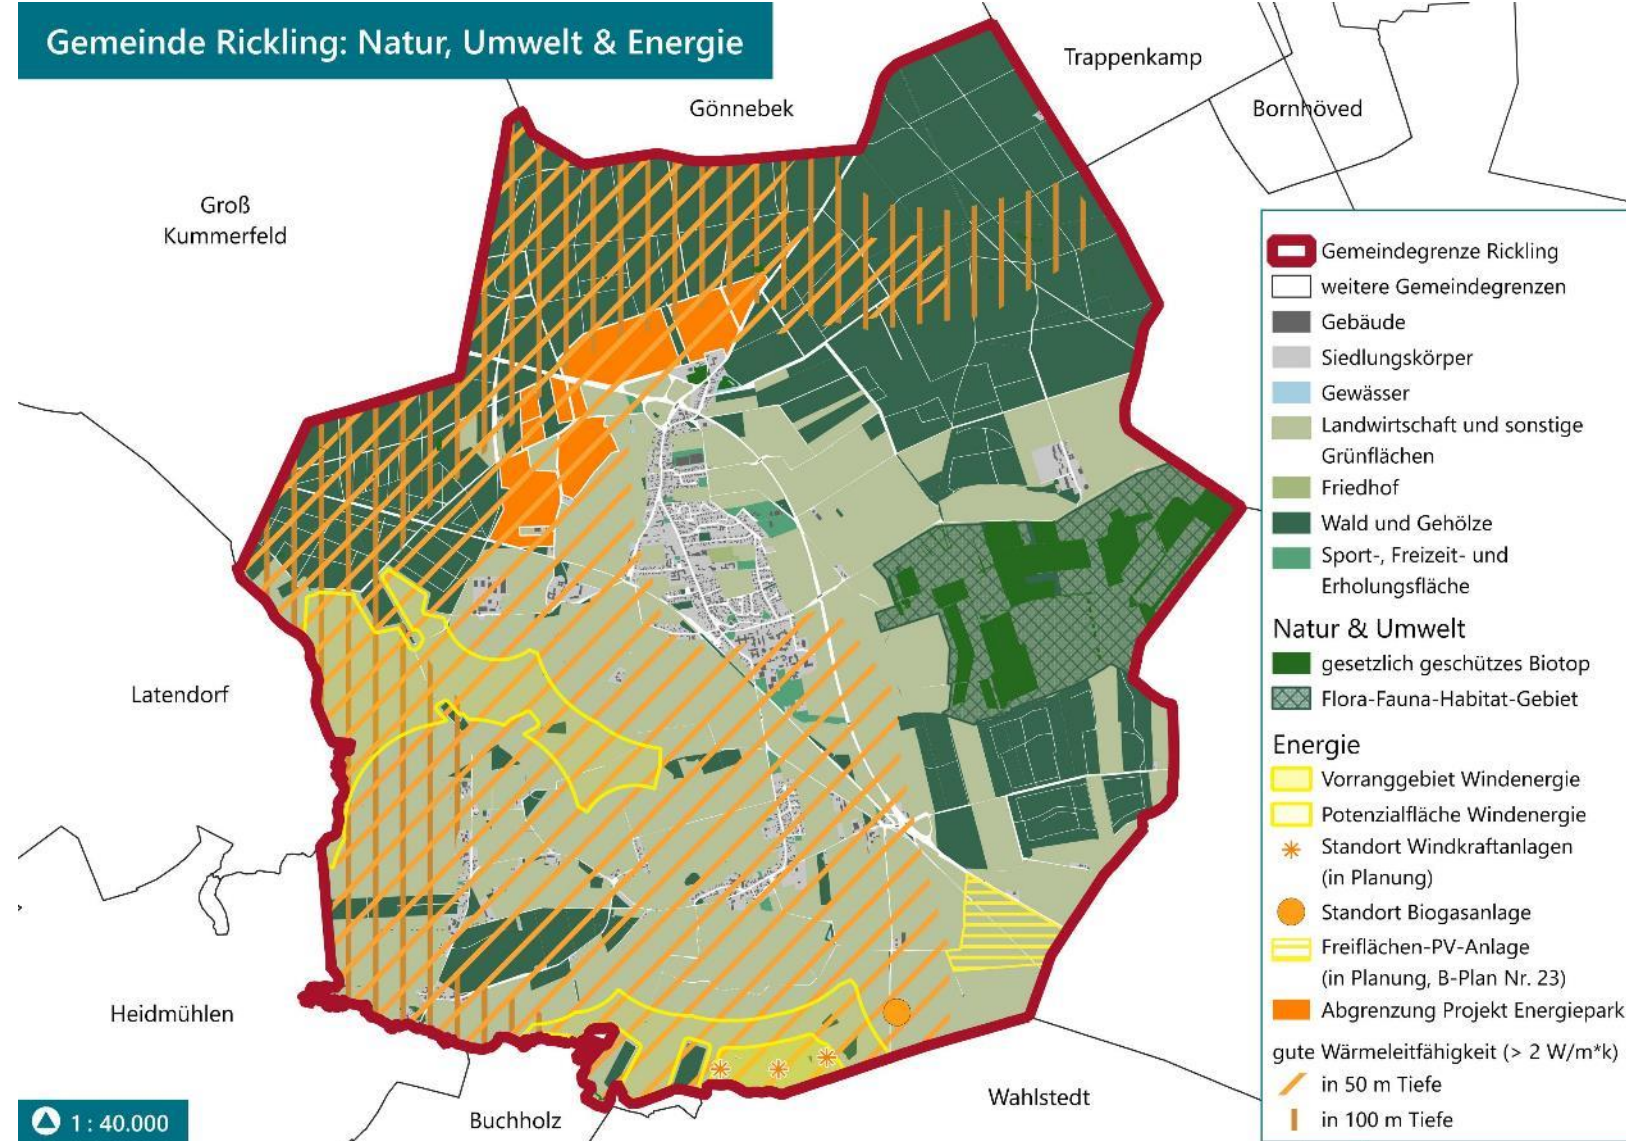 Gemeinde Rickling: Natur, Umwelt & Energie
Trappenkamp
Gönnebek
Bornhöved
Groß
Kummerfeld
Latendorf
Heidmühlen
Buchholz
Wahlstedt
Gemeindegrenze Rickling
weitere Gemeindegrenzen
Gebäude
Siedlungskörper
Gewässer
Landwirtschaft und sonstige
Grünflächen
Friedhof
Wald und Gehölze
Sport-, Freizeit- und
Erholungsfläche
Natur & Umwelt
gesetzlich geschütztes Biotop
Flora-Fauna-Habitat-Gebiet
Energie
Vorranggebiet Windenergie
Potenzialfläche Windenergie
Standort Windkraftanlagen
(in Planung)
Standort Biogasanlage
Freiflächen-PV-Anlage
(in Planung, B-Plan Nr. 23)
Abgrenzung Projekt Energiepark
gute Wärmeleitfähigkeit (> 2 W/m*k)
in 50 m Tiefe
in 100 m Tiefe
1 : 40.000